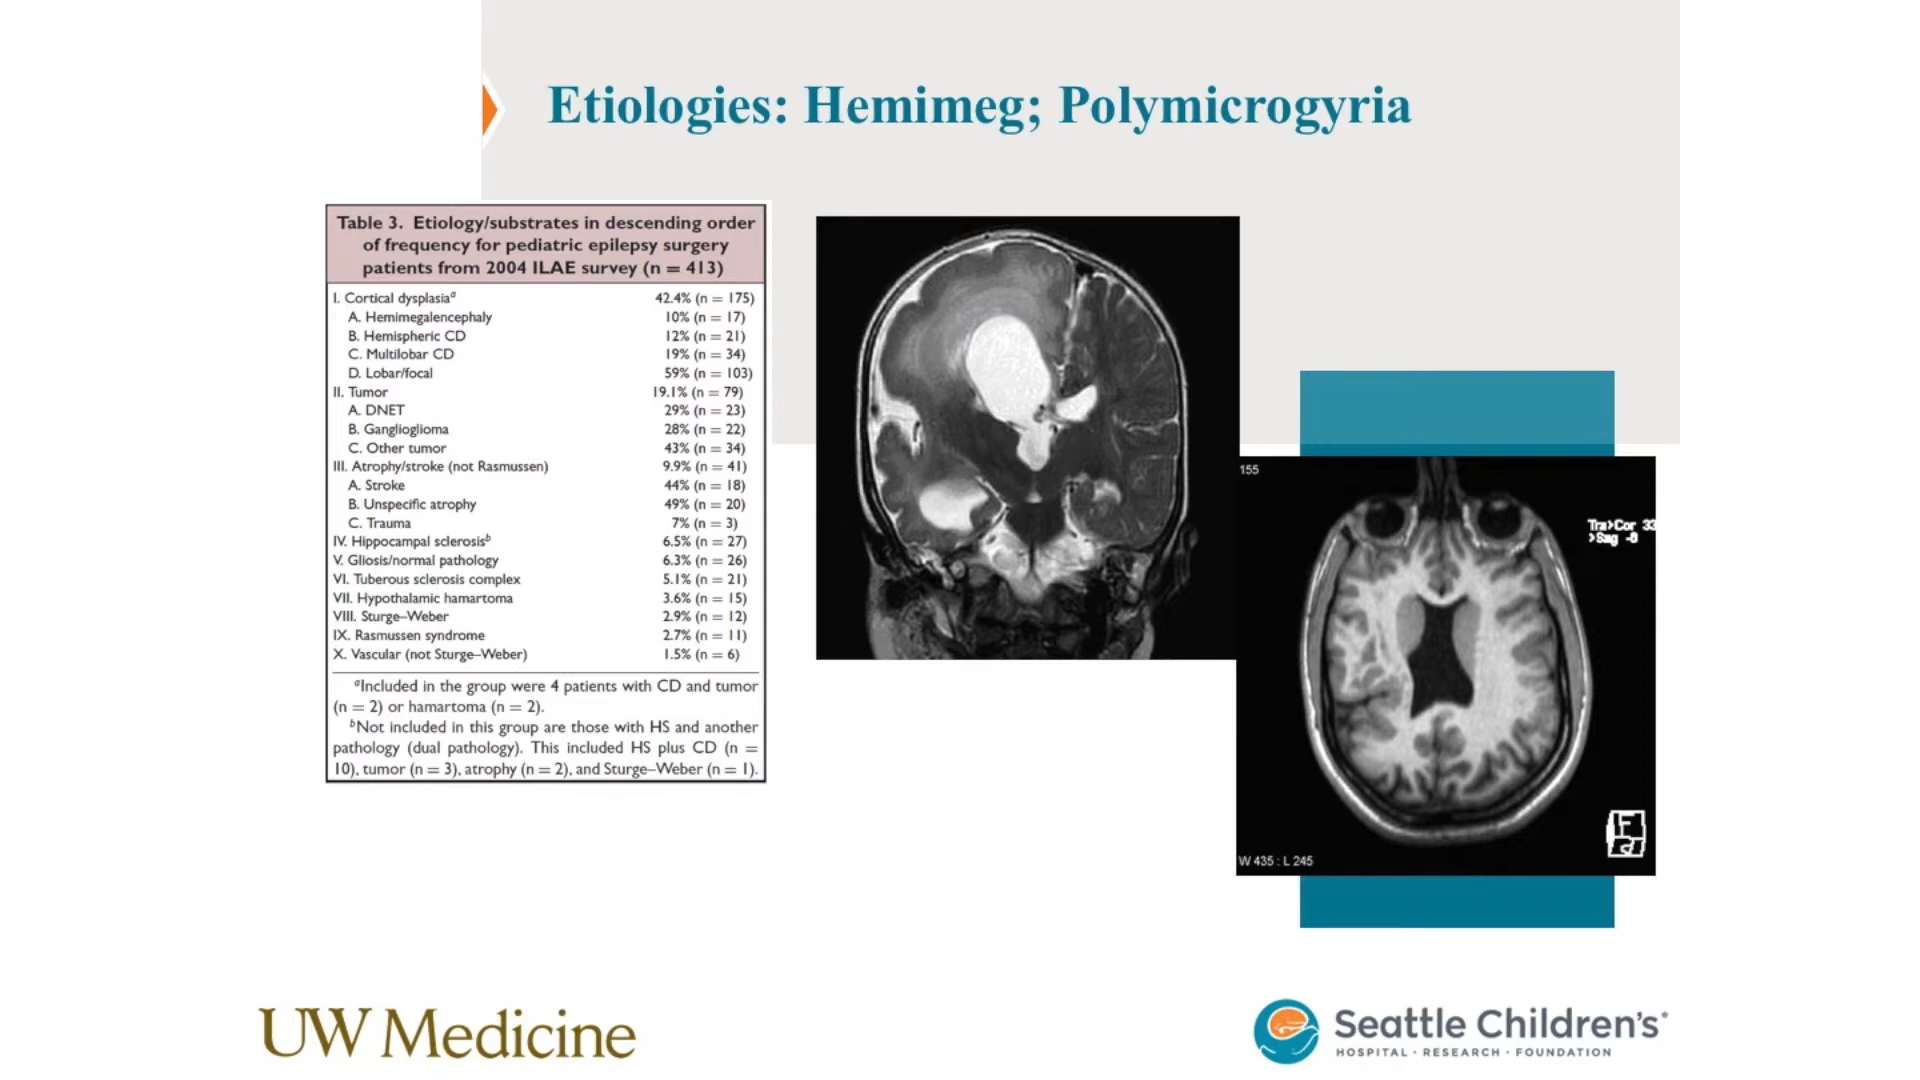 Etiologies: Hemimeg; Polymicrogyria
Table 3. Etiology/substrates in descending order
of frequency for pediatric epilepsy surgery
patients from 2004 ILAE survey (n = 413)
I. Cortical dysplasiaᵃ 42.4% (n = 175)
A. Hemimegalencephaly 10% (n = 17)
B. Hemispheric CD 12% (n = 21)
C. Multilobar CD 19% (n = 34)
D. Lobar/focal 59% (n = 103)
II. Tumor 19.1% (n = 79)
A. DNET 29% (n = 23)
B. Ganglioglioma 28% (n = 22)
C. Other tumor 43% (n = 34)
III. Atrophy/stroke (not Rasmussen) 9.9% (n = 41)
A. Stroke 44% (n = 18)
B. Unspecific atrophy 49% (n = 20)
C. Trauma 7% (n = 3)
IV. Hippocampal sclerosisᵇ 6.5% (n = 27)
V. Gliosis/normal pathology 6.3% (n = 26)
VI. Tuberous sclerosis complex 5.1% (n = 21)
VII. Hypothalamic hamartoma 3.6% (n = 15)
VIII. Sturge–Weber 2.9% (n = 12)
IX. Rasmussen syndrome 2.7% (n = 11)
X. Vascular (not Sturge–Weber) 1.5% (n = 6)
ᵃIncluded in the group were 4 patients with CD and tumor
(n = 2) or hamartoma (n = 2).
ᵇNot included in this group are those with HS and another
pathology (dual pathology). This included HS plus CD (n =
10), tumor (n = 3), atrophy (n = 2), and Sturge–Weber (n = 1).
155
Tra>Cor 33
>Sag -8
W 435 : L 245
UW Medicine
Seattle Children's
HOSPITAL · RESEARCH · FOUNDATION